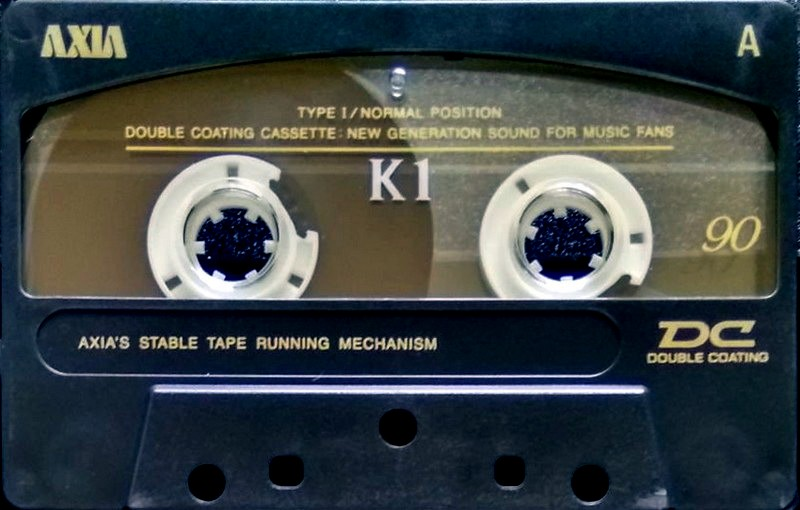 AXIA
A
TYPE I/NORMAL POSITION
DOUBLE COATING CASSETTE: NEW GENERATION SOUND FOR MUSIC FANS
K1
90
AXIA'S STABLE TAPE RUNNING MECHANISM
DC
DOUBLE COATING